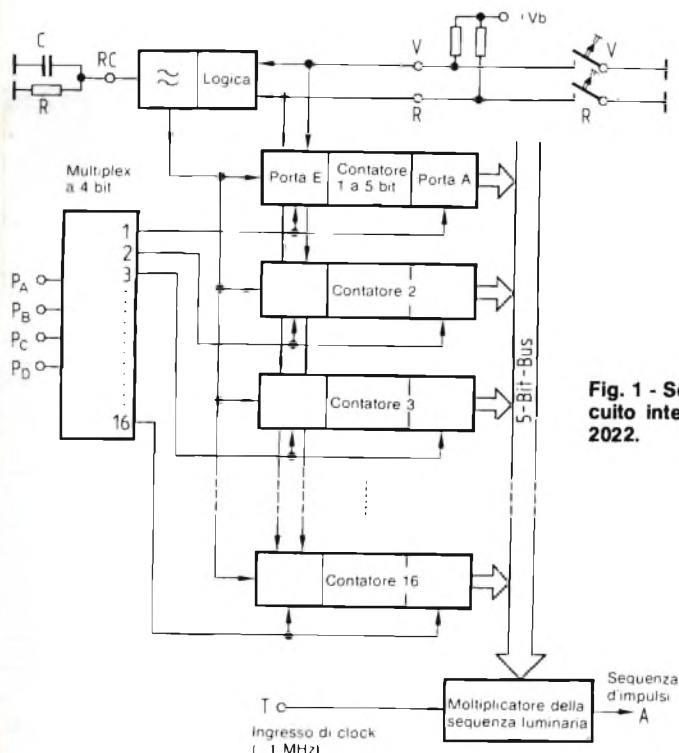 C
RC
R
≈
Logica
V
R
+Vb
V
R
Multiplex
a 4 bit
Porta E
Contatore
1 a 5 bit
Porta A
1
2
3
16
PA
PB
PC
PD
Contatore 2
Contatore 3
Contatore 16
5-Bit-Bus
Fig. 1 - Sc
cuito inte
2022.
T
Ingresso di clock
1 MHz)
Moltiplicatore della
sequenza luminaria
Sequenza
d'impulsi
A